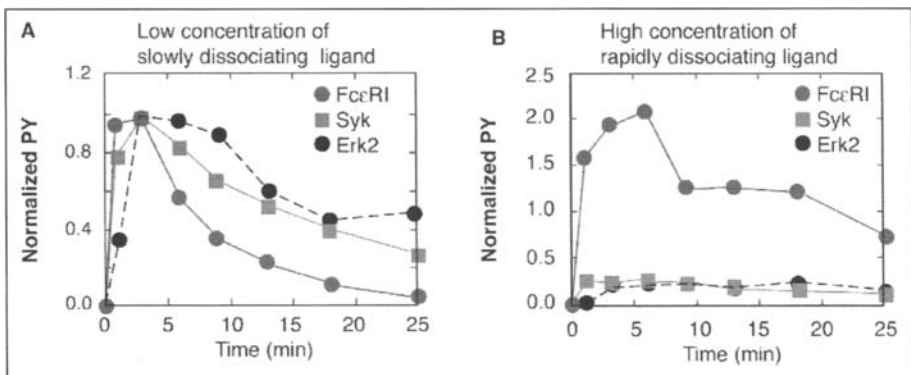 A
Low concentration of
slowly dissociating ligand
Normalized PY
1.2
0.8
0.4
0.0
FcεRI
Syk
Erk2
0 5 10 15 20 25
Time (min)
B
High concentration of
rapidly dissociating ligand
Normalized PY
2.5
2.0
1.5
1.0
0.5
0.0
FcεRI
Syk
Erk2
0 5 10 15 20 25
Time (min)